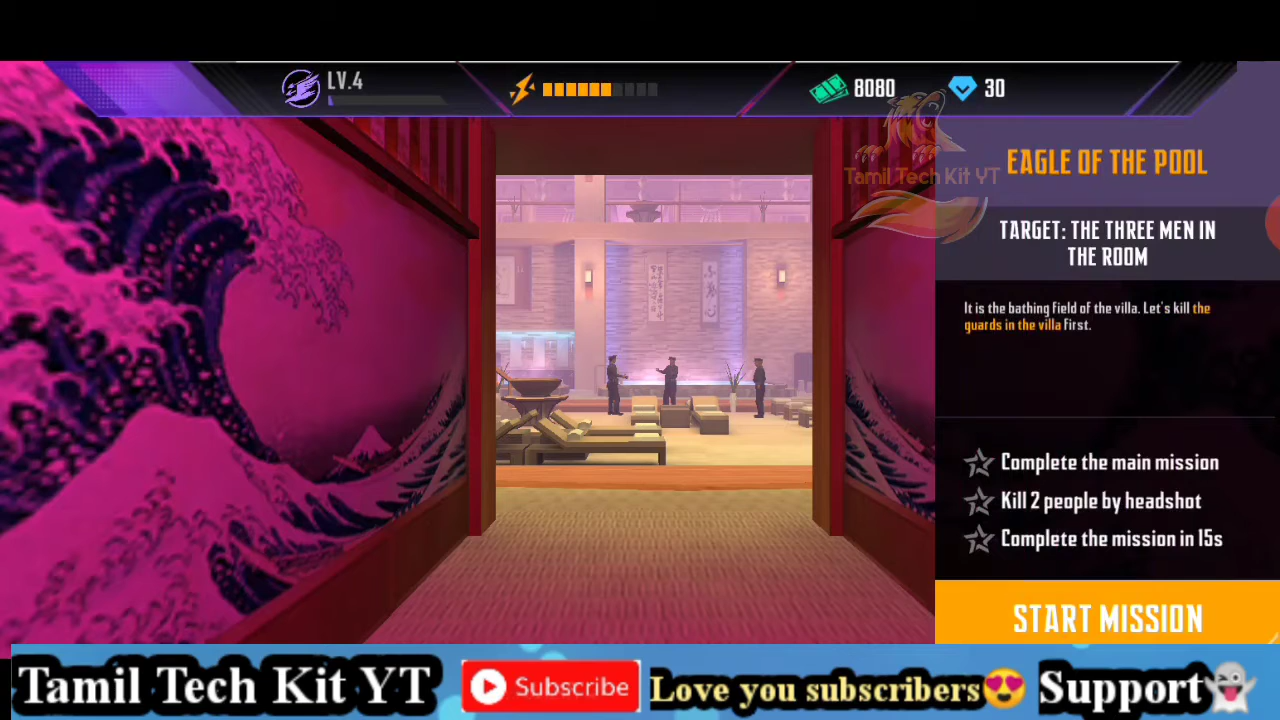 LV.4
8080
30
Tamil Tech Kit YT
EAGLE OF THE POOL
TARGET: THE THREE MEN IN
THE ROOM
It is the bathing field of the villa. Let's kill the
guards in the villa first.
Complete the main mission
Kill 2 people by headshot
Complete the mission in 15s
START MISSION
Tamil Tech Kit YT
Subscribe
Love you subscribers😍
Support👻